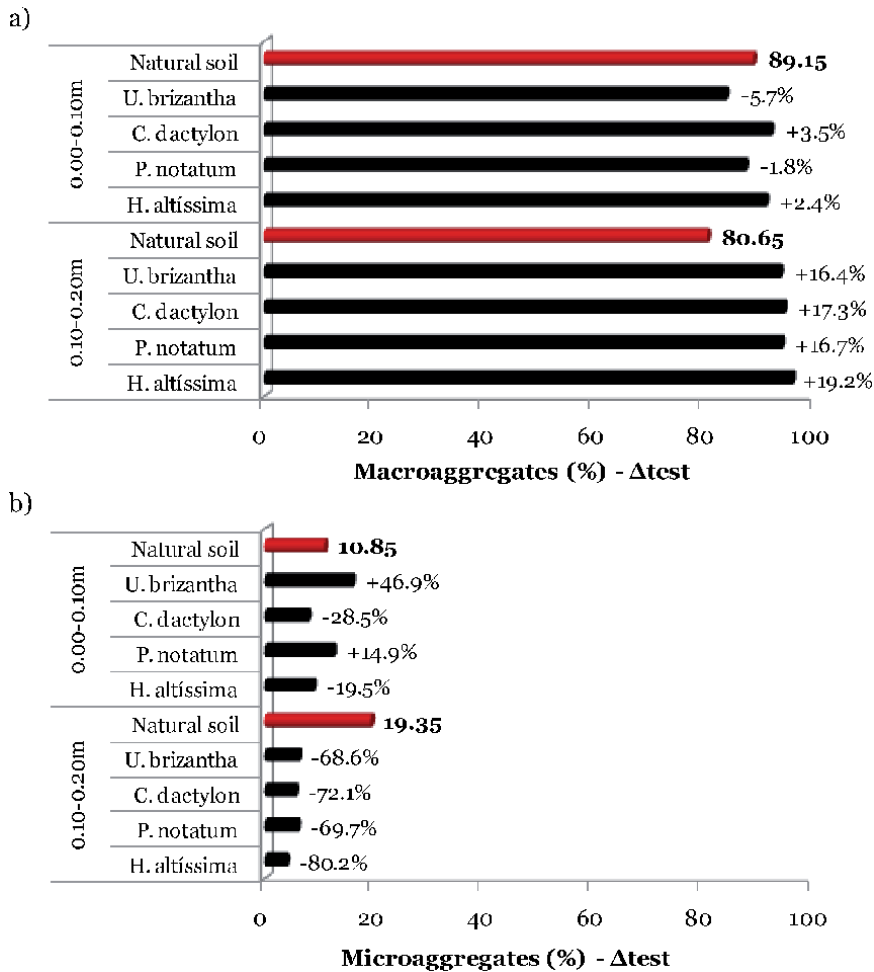 a)
0.00-0.10m
Natural soil 89.15
U. brizantha -5.7%
C. dactylon +3.5%
P. notatum -1.8%
H. altíssima +2.4%
0.10-0.20m
Natural soil 80.65
U. brizantha +16.4%
C. dactylon +17.3%
P. notatum +16.7%
H. altíssima +19.2%
0 20 40 60 80 100
Macroaggregates (%) - Δtest
b)
0.00-0.10m
Natural soil 10.85
U. brizantha +46.9%
C. dactylon -28.5%
P. notatum +14.9%
H. altíssima -19.5%
0.10-0.20m
Natural soil 19.35
U. brizantha -68.6%
C. dactylon -72.1%
P. notatum -69.7%
H. altíssima -80.2%
0 20 40 60 80 100
Microaggregates (%) - Δtest